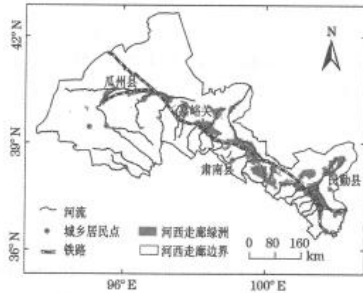 42°N
N
瓜州县
嘉峪关
39°N
肃南县
民勤县
河流
城乡居民点
铁路
河西走廊绿洲
河西走廊边界
0 80 160
km
36°N
96°E
100°E